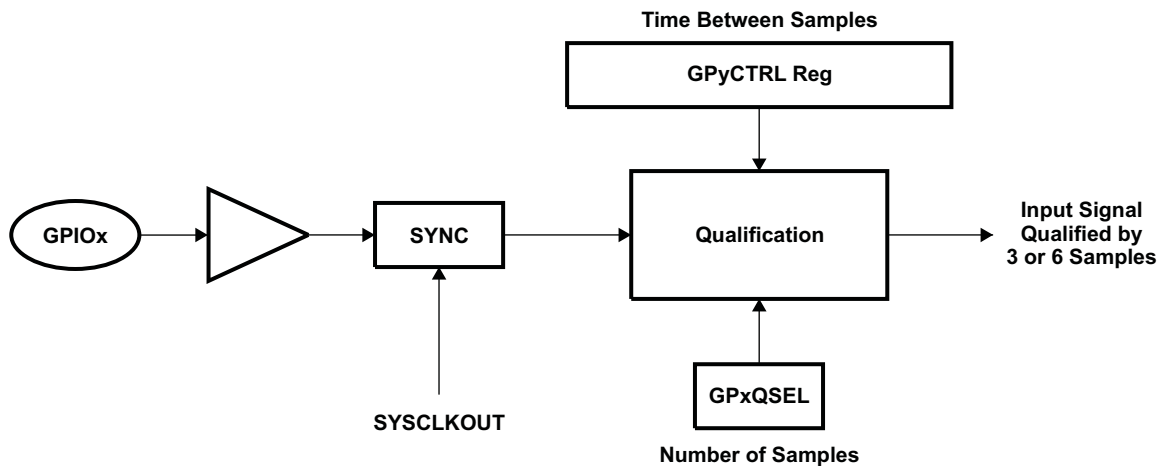 Time Between Samples
GPyCTRL Reg
GPIOx
SYNC
Qualification
Input Signal
Qualified by
3 or 6 Samples
GPxQSEL
SYSCLKOUT
Number of Samples